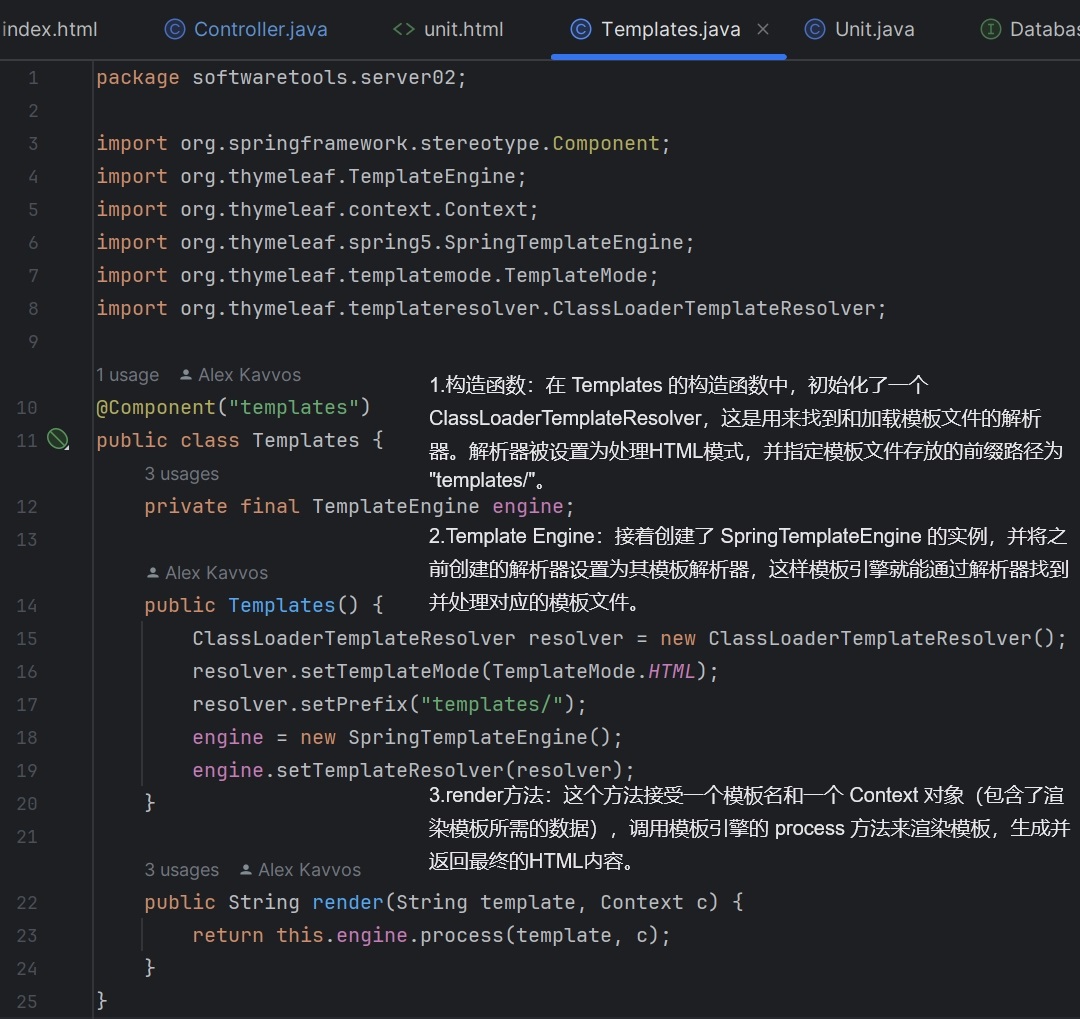 index.html Controller.java unit.html Templates.java Unit.java Databas
1 package softwaretools.server02;
2
3 import org.springframework.stereotype.Component;
4 import org.thymeleaf.TemplateEngine;
5 import org.thymeleaf.context.Context;
6 import org.thymeleaf.spring5.SpringTemplateEngine;
7 import org.thymeleaf.templatemode.TemplateMode;
8 import org.thymeleaf.templateresolver.ClassLoaderTemplateResolver;
9
1 usage Alex Kavvos
1.构造函数：在 Templates 的构造函数中，初始化了一个
10 @Component("templates")
ClassLoaderTemplateResolver，这是用来找到和加载模板文件的解析
11 public class Templates {
器。解析器被设置为处理HTML模式，并指定模板文件存放的前缀路径为
3 usages
"templates/"。
12 private final TemplateEngine engine;
13
2.Template Engine：接着创建了 SpringTemplateEngine 的实例，并将之
前创建的解析器设置为其模板解析器，这样模板引擎就能通过解析器找到
Alex Kavvos
并处理对应的模板文件。
14 public Templates() {
15 ClassLoaderTemplateResolver resolver = new ClassLoaderTemplateResolver();
16 resolver.setTemplateMode(TemplateMode.HTML);
17 resolver.setPrefix("templates/");
18 engine = new SpringTemplateEngine();
19 engine.setTemplateResolver(resolver);
20 }
3.render方法：这个方法接受一个模板名和一个 Context 对象（包含了渲
21
染模板所需的数据），调用模板引擎的 process 方法来渲染模板，生成并
返回最终的HTML内容。
3 usages Alex Kavvos
22 public String render(String template, Context c) {
23 return this.engine.process(template, c);
24 }
25 }